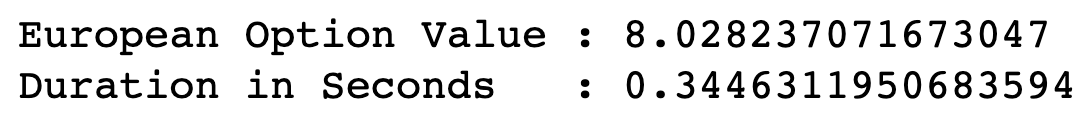 European Option Value : 8.028237071673047
Duration in Seconds   : 0.3446311950683594